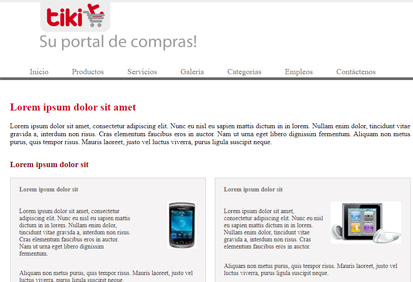 tiki
Su portal de compras!
Inicio Productos Servicios Galería Categorías Empleos Contáctenos
Lorem ipsum dolor sit amet
Lorem ipsum dolor sit amet, consectetur adipiscing elit. Nunc eu nisl eu sapien mattis dictum in in lorem. Nullam enim dolor, tincidunt vitae
gravida a, interdum non risus. Cras elementum faucibus eros in auctor. Nam ut urna eget libero dignissim fermentum. Aliquam non metus
purus, quis tempor risus. Mauris laoreet, justo vel luctus viverra, purus ligula suscipit neque.
Lorem ipsum dolor sit
Lorem ipsum dolor sit
Lorem ipsum dolor sit amet, consectetur
adipiscing elit. Nunc eu nisl eu sapien
mattis dictum in in lorem. Nullam enim dolor,
tincidunt vitae gravida a, interdum non risus.
Cras elementum faucibus eros in auctor.
Nam ut urna eget libero dignissim
fermentum.
Aliquam non metus purus, quis tempor risus. Mauris laoreet, justo vel
luctus viverra, purus ligula suscipit neque.
Lorem ipsum dolor sit
Lorem ipsum dolor sit amet, consectetur
adipiscing elit. Nunc eu nisl eu sapien
mattis dictum in in lorem. Nullam enim dolor,
tincidunt vitae gravida a, interdum non risus.
Cras elementum faucibus eros in auctor.
Aliquam non metus purus, quis tempor risus. Mauris laoreet, justo vel
luctus viverra, purus ligula suscipit neque.